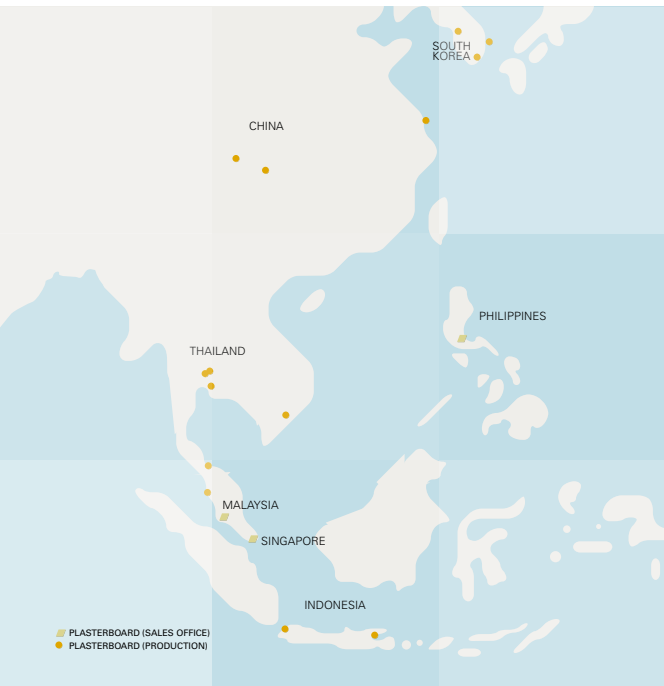 SOUTH
KOREA
CHINA
PHILIPPINES
THAILAND
MALAYSIA
SINGAPORE
INDONESIA
PLASTERBOARD (SALES OFFICE)
PLASTERBOARD (PRODUCTION)